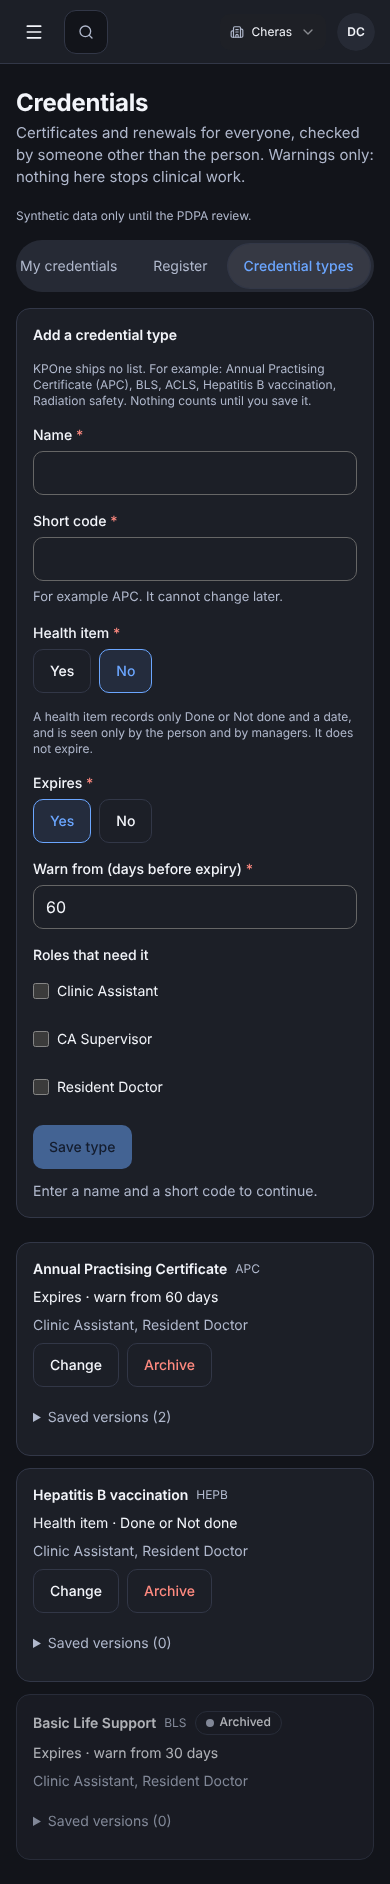 Cheras
DC
Credentials
Certificates and renewals for everyone, checked
by someone other than the person. Warnings only:
nothing here stops clinical work.
Synthetic data only until the PDPA review.
My credentials
Register
Credential types
Add a credential type
KPOne ships no list. For example: Annual Practising
Certificate (APC), BLS, ACLS, Hepatitis B vaccination,
Radiation safety. Nothing counts until you save it.
Name *
Short code *
For example APC. It cannot change later.
Health item *
Yes
No
A health item records only Done or Not done and a date,
and is seen only by the person and by managers. It does
not expire.
Expires *
Yes
No
Warn from (days before expiry) *
60
Roles that need it
Clinic Assistant
CA Supervisor
Resident Doctor
Save type
Enter a name and a short code to continue.
Annual Practising Certificate APC
Expires · warn from 60 days
Clinic Assistant, Resident Doctor
Change
Archive
Saved versions (2)
Hepatitis B vaccination HEPB
Health item · Done or Not done
Clinic Assistant, Resident Doctor
Change
Archive
Saved versions (0)
Basic Life Support BLS Archived
Expires · warn from 30 days
Clinic Assistant, Resident Doctor
Saved versions (0)